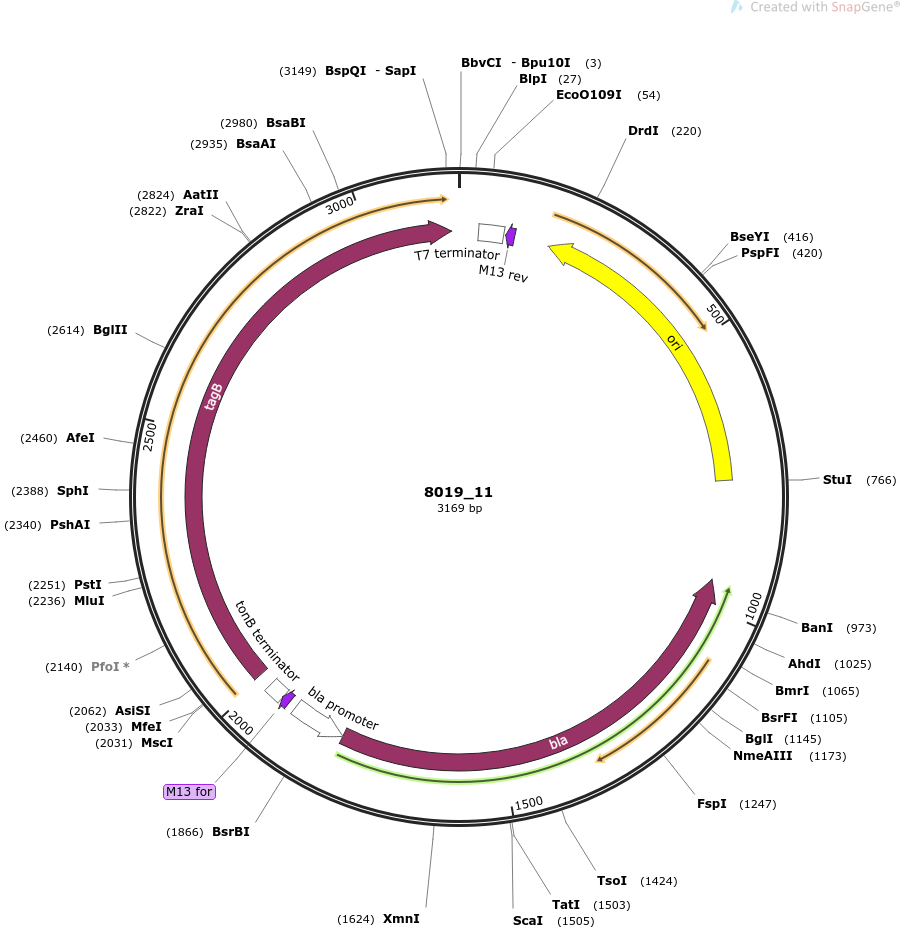 Created with SnapGene®
(3149) BspQI - SapI
BbvCI - Bpu10I (3)
BlpI (27)
EcoO109I (54)
DrdI (220)
(2980) BsaBI
(2935) BsaAI
(2824) AatII
(2822) ZraI
BseYI (416)
PspFI (420)
3000
T7 terminator
M13 rev
500
ori
(2614) BglII
tagB
2500
(2460) AfeI
(2388) SphI
(2340) PshAI
StuI (766)
8019_11
3169 bp
(2251) PstI
(2236) MluI
tonB terminator
1000
BanI (973)
(2140) PfoI *
AhdI (1025)
BmrI (1065)
(2062) AsiSI
(2033) MfeI
(2031) MscI
2000
bla promoter
bla
BsrFI (1105)
BglI (1145)
NmeAIII (1173)
M13 for
FspI (1247)
1500
(1866) BsrBI
TsoI (1424)
TatI (1503)
(1624) XmnI
ScaI (1505)